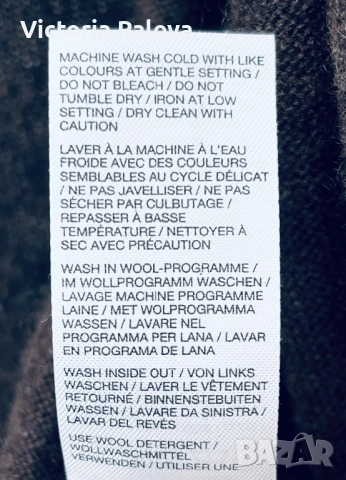 Victoria Palova
MACHINE WASH COLD WITH LIKE
COLOURS AT GENTLE SETTING /
DO NOT BLEACH / DO NOT
TUMBLE DRY / IRON AT LOW
SETTING / DRY CLEAN WITH
CAUTION
LAVER À LA MACHINE À L'EAU
FROIDE AVEC DES COULEURS
SEMBLABLES AU CYCLE DÉLICAT
/ NE PAS JAVELLISER / NE PAS
SÉCHER PAR CULBUTAGE /
REPASSER À BASSE
TEMPÉRATURE / NETTOYER À
SEC AVEC PRÉCAUTION
WASH IN WOOL-PROGRAMME /
IM WOLLPROGRAMM WASCHEN /
LAVAGE MACHINE PROGRAMME
LAINE / MET WOLPROGRAMMA
WASSEN / LAVARE NEL
PROGRAMMA PER LANA / LAVAR
EN PROGRAMA DE LANA
WASH INSIDE OUT / VON LINKS
WASCHEN / LAVER LE VÊTEMENT
RETOURNÉ / BINNENSTEBUITEN
WASSEN / LAVARE DA SINISTRA /
LAVAR DEL REVÉS
USE WOOL DETERGENT /
WOLLWASCHMITTEL
VERWENDEN / UTILISER UNE
BAZAR